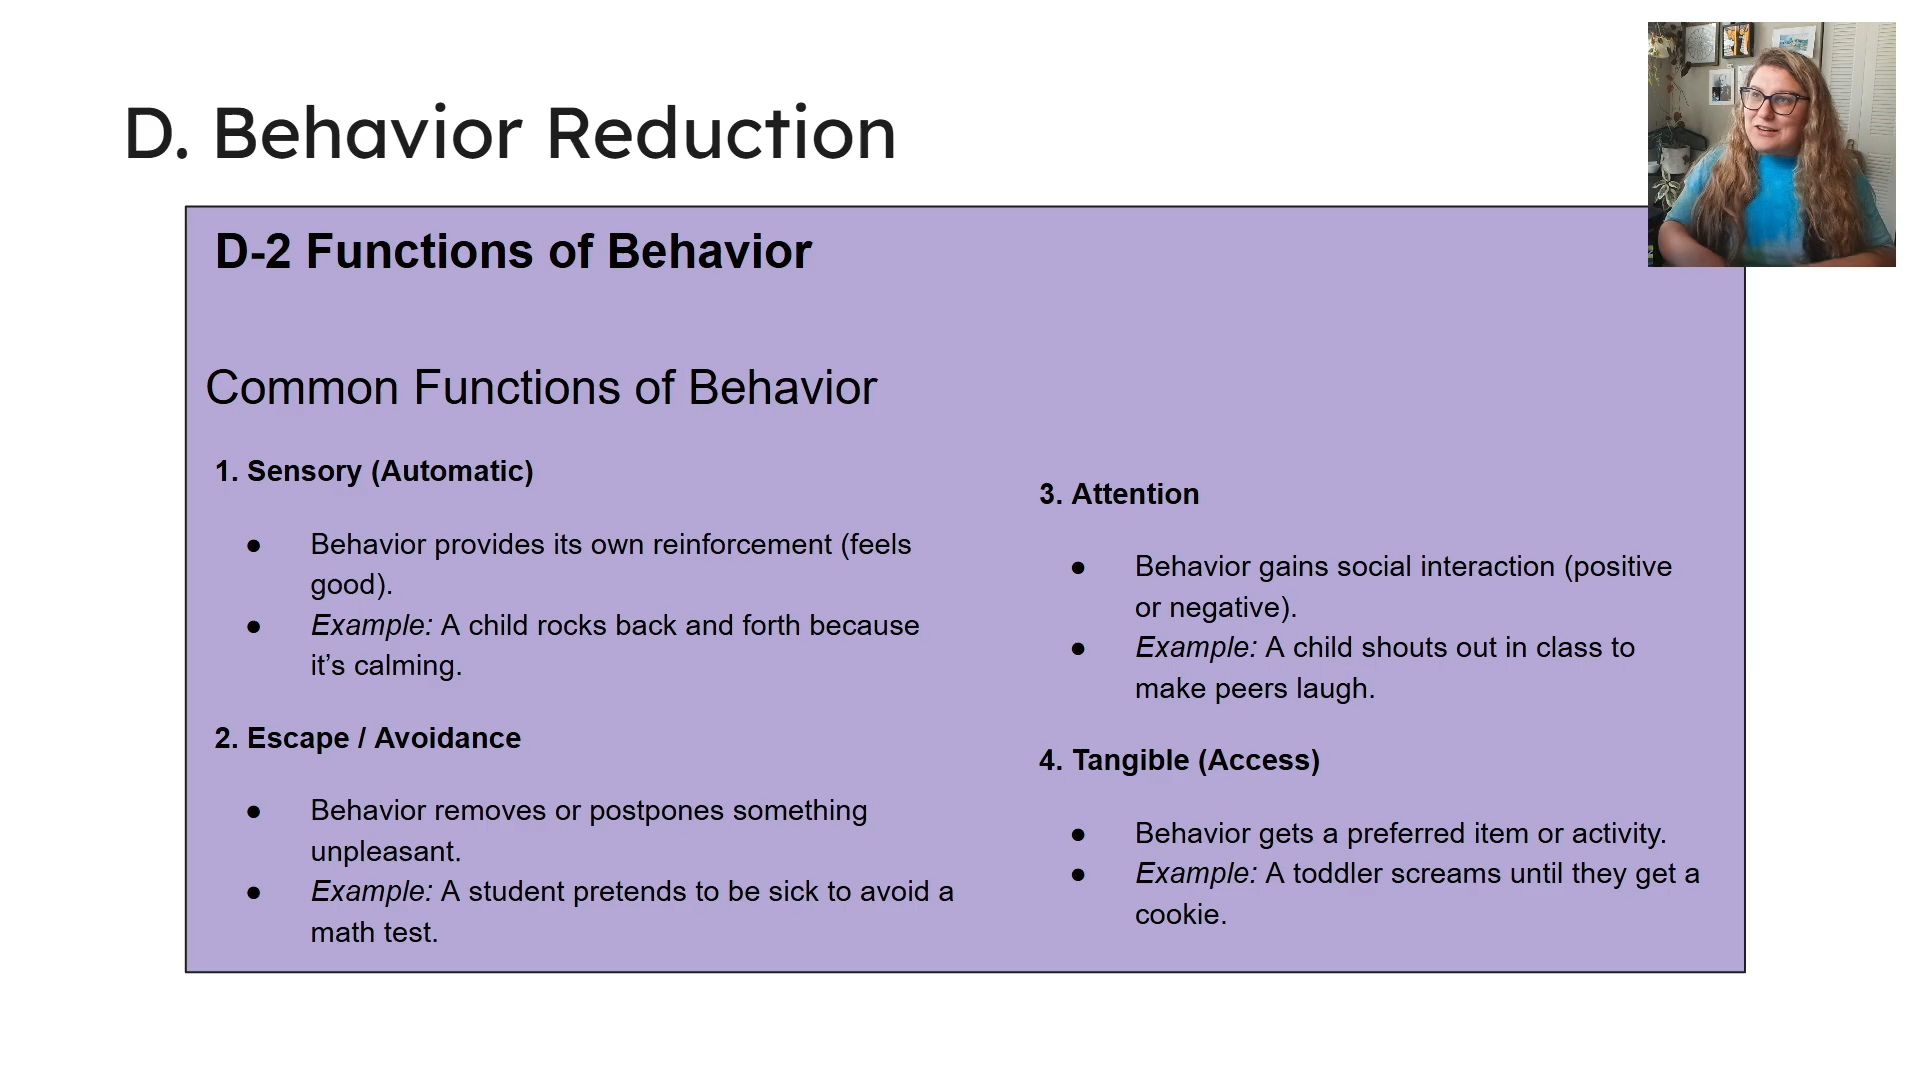 D. Behavior Reduction
D-2 Functions of Behavior
Common Functions of Behavior
1. Sensory (Automatic)
● Behavior provides its own reinforcement (feels
good).
● Example: A child rocks back and forth because
it’s calming.
2. Escape / Avoidance
● Behavior removes or postpones something
unpleasant.
● Example: A student pretends to be sick to avoid a
math test.
3. Attention
● Behavior gains social interaction (positive
or negative).
● Example: A child shouts out in class to
make peers laugh.
4. Tangible (Access)
● Behavior gets a preferred item or activity.
● Example: A toddler screams until they get a
cookie.